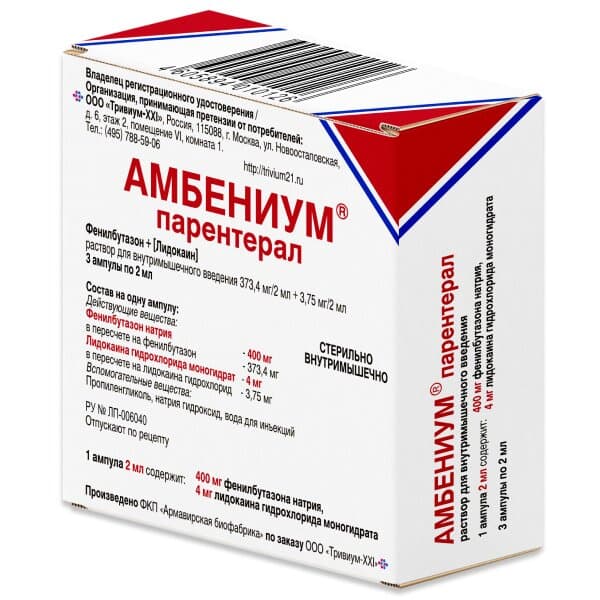 4605894701012
Владелец регистрационного удостоверения /
Организация, принимающая претензии от потребителей:
ООО «Тривиум-XXI», Россия, 115088, г. Москва, ул. Новоостаповская,
д. 6, этаж 2, помещение VI, комната 1.
Тел.: (495) 788-59-06
http://trivium21.ru
АМБЕНИУМ®
парентерал
Фенилбутазон + [Лидокаин]
раствор для внутримышечного введения 373,4 мг/2 мл + 3,75 мг/2 мл
3 ампулы по 2 мл
Состав на одну ампулу:
Действующие вещества:
Фенилбутазон натрия - 400 мг
в пересчете на фенилбутазон - 373,4 мг
Лидокаина гидрохлорида моногидрат - 4 мг
в пересчете на лидокаина гидрохлорид - 3,75 мг
Вспомогательные вещества:
Пропиленгликоль, натрия гидроксид, вода для инъекций
СТЕРИЛЬНО
ВНУТРИМЫШЕЧНО
РУ № ЛП-006040
Отпускают по рецепту
1 ампула 2 мл содержит: 400 мг фенилбутазона натрия,
4 мг лидокаина гидрохлорида моногидрата
Произведено ФКП «Армавирская биофабрика» по заказу ООО «Тривиум-XXI»
АМБЕНИУМ® парентерал
раствор для внутримышечного введения
1 ампула 2 мл содержит: 400 мг фенилбутазона натрия,
4 мг лидокаина гидрохлорида моногидрата
3 ампулы по 2 мл